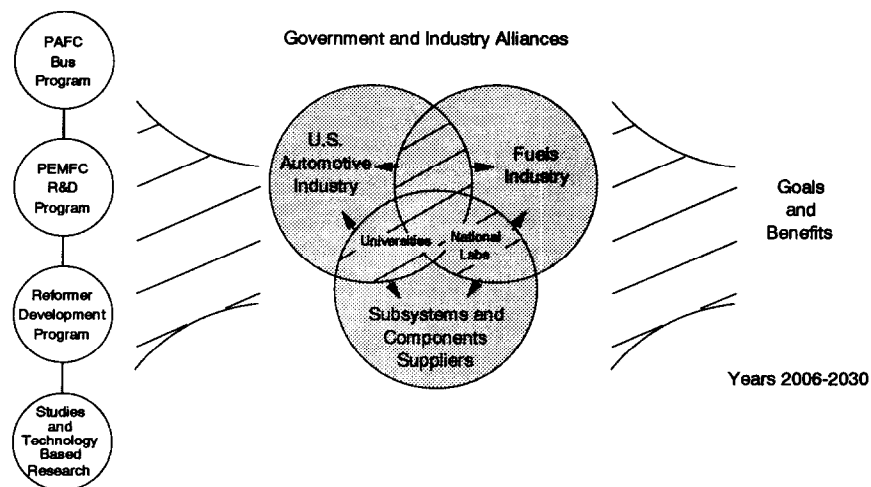 Government and Industry Alliances
PAFC
Bus
Program
PEMFC
R&D
Program
Reformer
Development
Program
Studies
and
Technology
Based
Research
U.S.
Automotive
Industry
Fuels
Industry
Universities
National
Labs
Subsystems and
Components
Suppliers
Goals
and
Benefits
Years 2006-2030